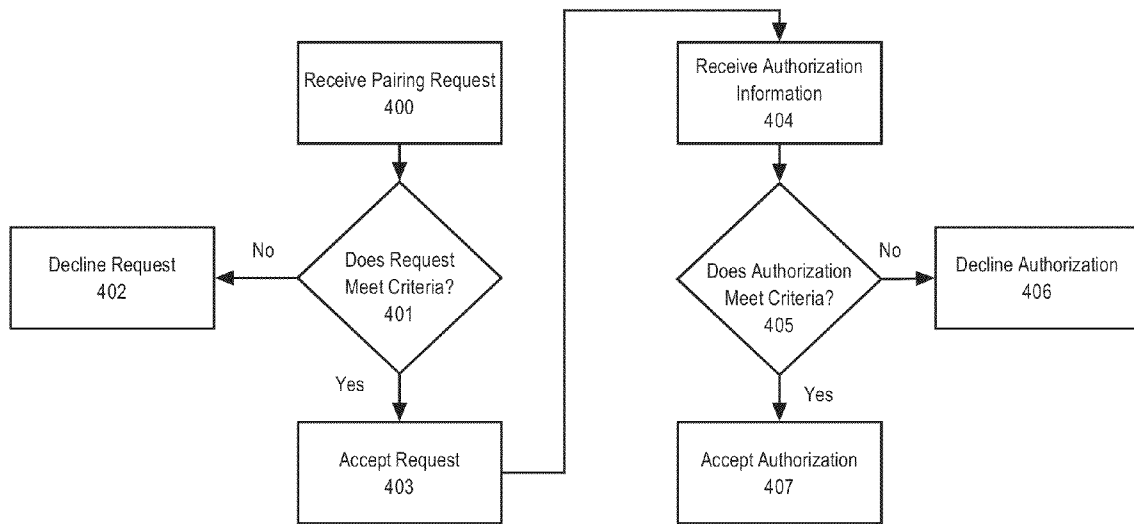 Receive Pairing Request
400
Does Request
Meet Criteria?
401
No
Decline Request
402
Yes
Accept Request
403
Receive Authorization
Information
404
Does Authorization
Meet Criteria?
405
No
Decline Authorization
406
Yes
Accept Authorization
407